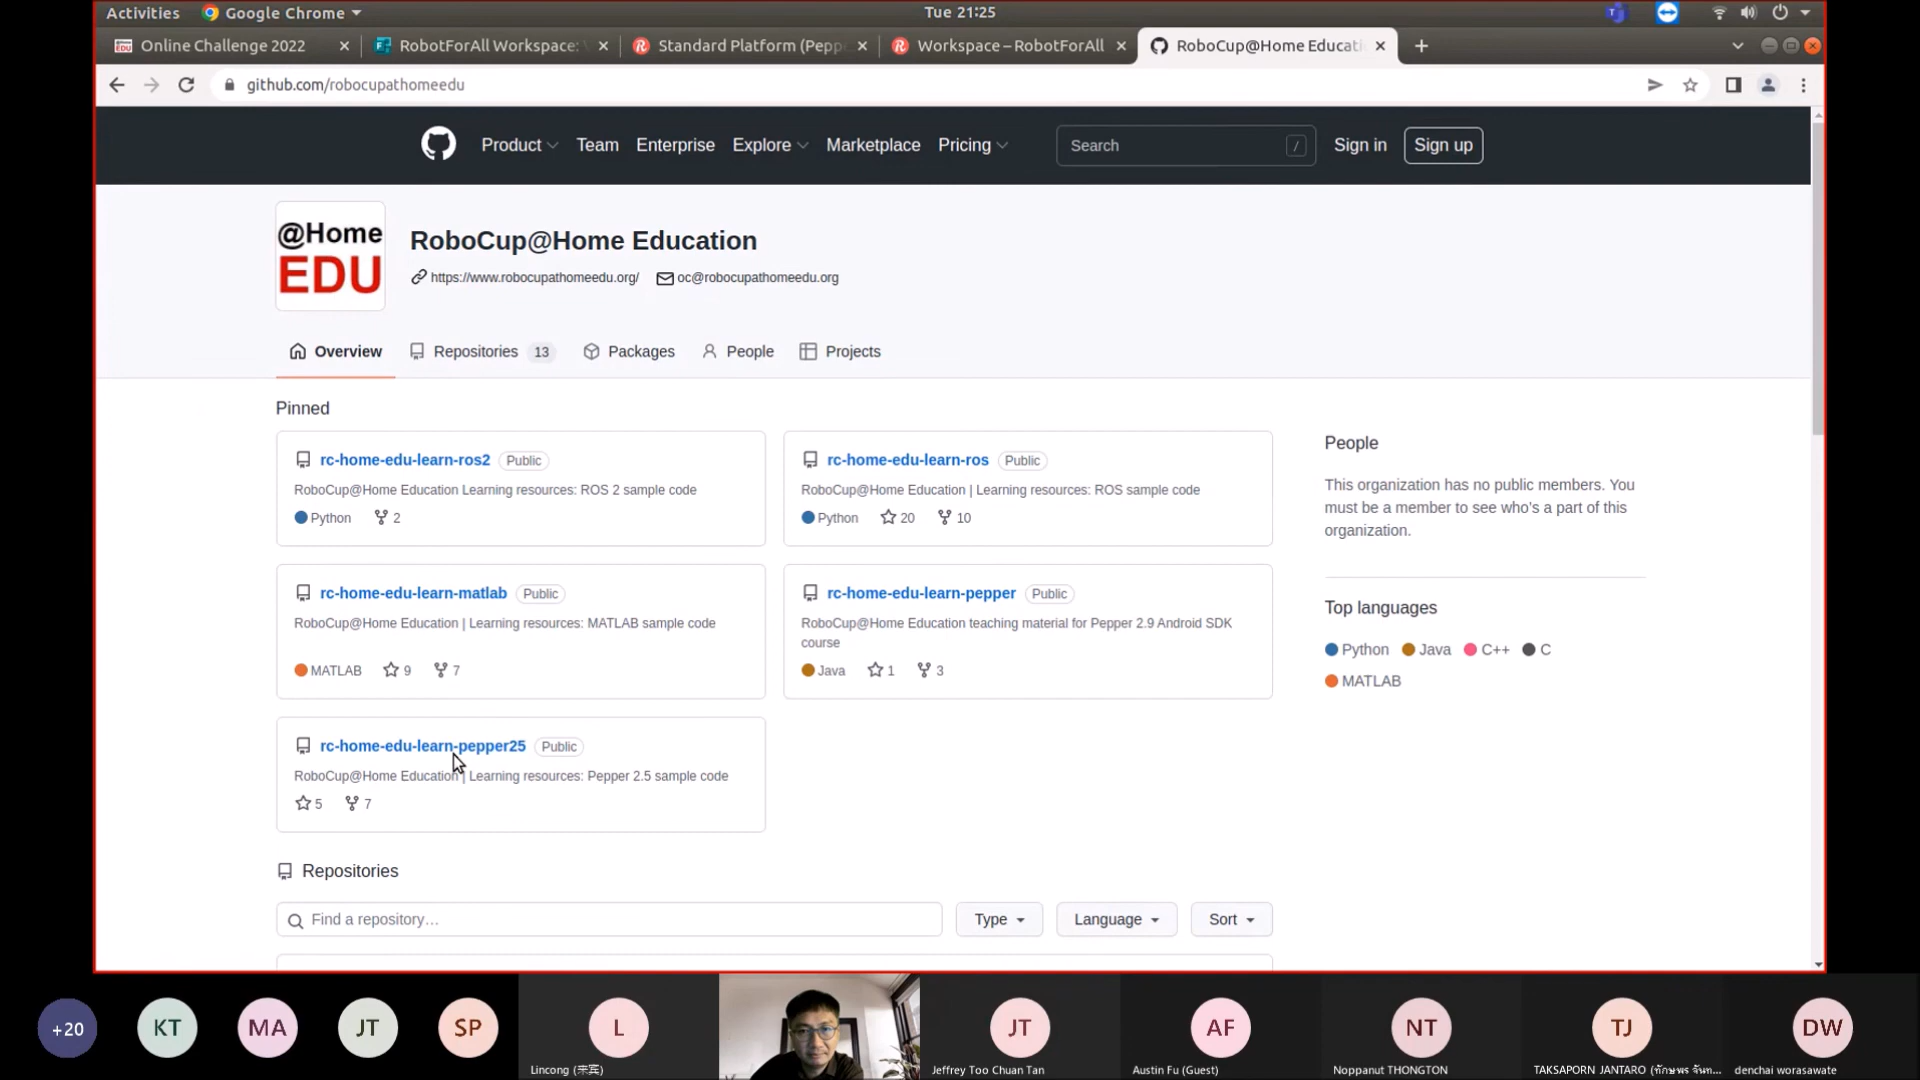 Activities Google Chrome Tue 21:25
Online Challenge 2022 RobotForAll Workspace: Standard Platform (Pepp Workspace – RobotForAll RoboCup@Home Educati
github.com/robocupathomeedu
Product Team Enterprise Explore Marketplace Pricing Search / Sign in Sign up
@Home
EDU
RoboCup@Home Education
https://www.robocupathomeedu.org/ oc@robocupathomeedu.org
Overview Repositories 13 Packages People Projects
Pinned
rc-home-edu-learn-ros2 Public
RoboCup@Home Education Learning resources: ROS 2 sample code
Python 2
rc-home-edu-learn-ros Public
RoboCup@Home Education | Learning resources: ROS sample code
Python 20 10
rc-home-edu-learn-matlab Public
RoboCup@Home Education | Learning resources: MATLAB sample code
MATLAB 9 7
rc-home-edu-learn-pepper Public
RoboCup@Home Education teaching material for Pepper 2.9 Android SDK
course
Java 1 3
rc-home-edu-learn-pepper25 Public
RoboCup@Home Education | Learning resources: Pepper 2.5 sample code
5 7
People
This organization has no public members. You
must be a member to see who's a part of this
organization.
Top languages
Python Java C++ C
MATLAB
Repositories
Find a repository… Type Language Sort
+20 KT MA JT SP L JT AF NT TJ DW
Lincong (宋宾) Jeffrey Too Chuan Tan Austin Fu (Guest) Noppanut THONGTON TAKSAPORN JANTARO (ทักษพร จันท... denchai worasawate